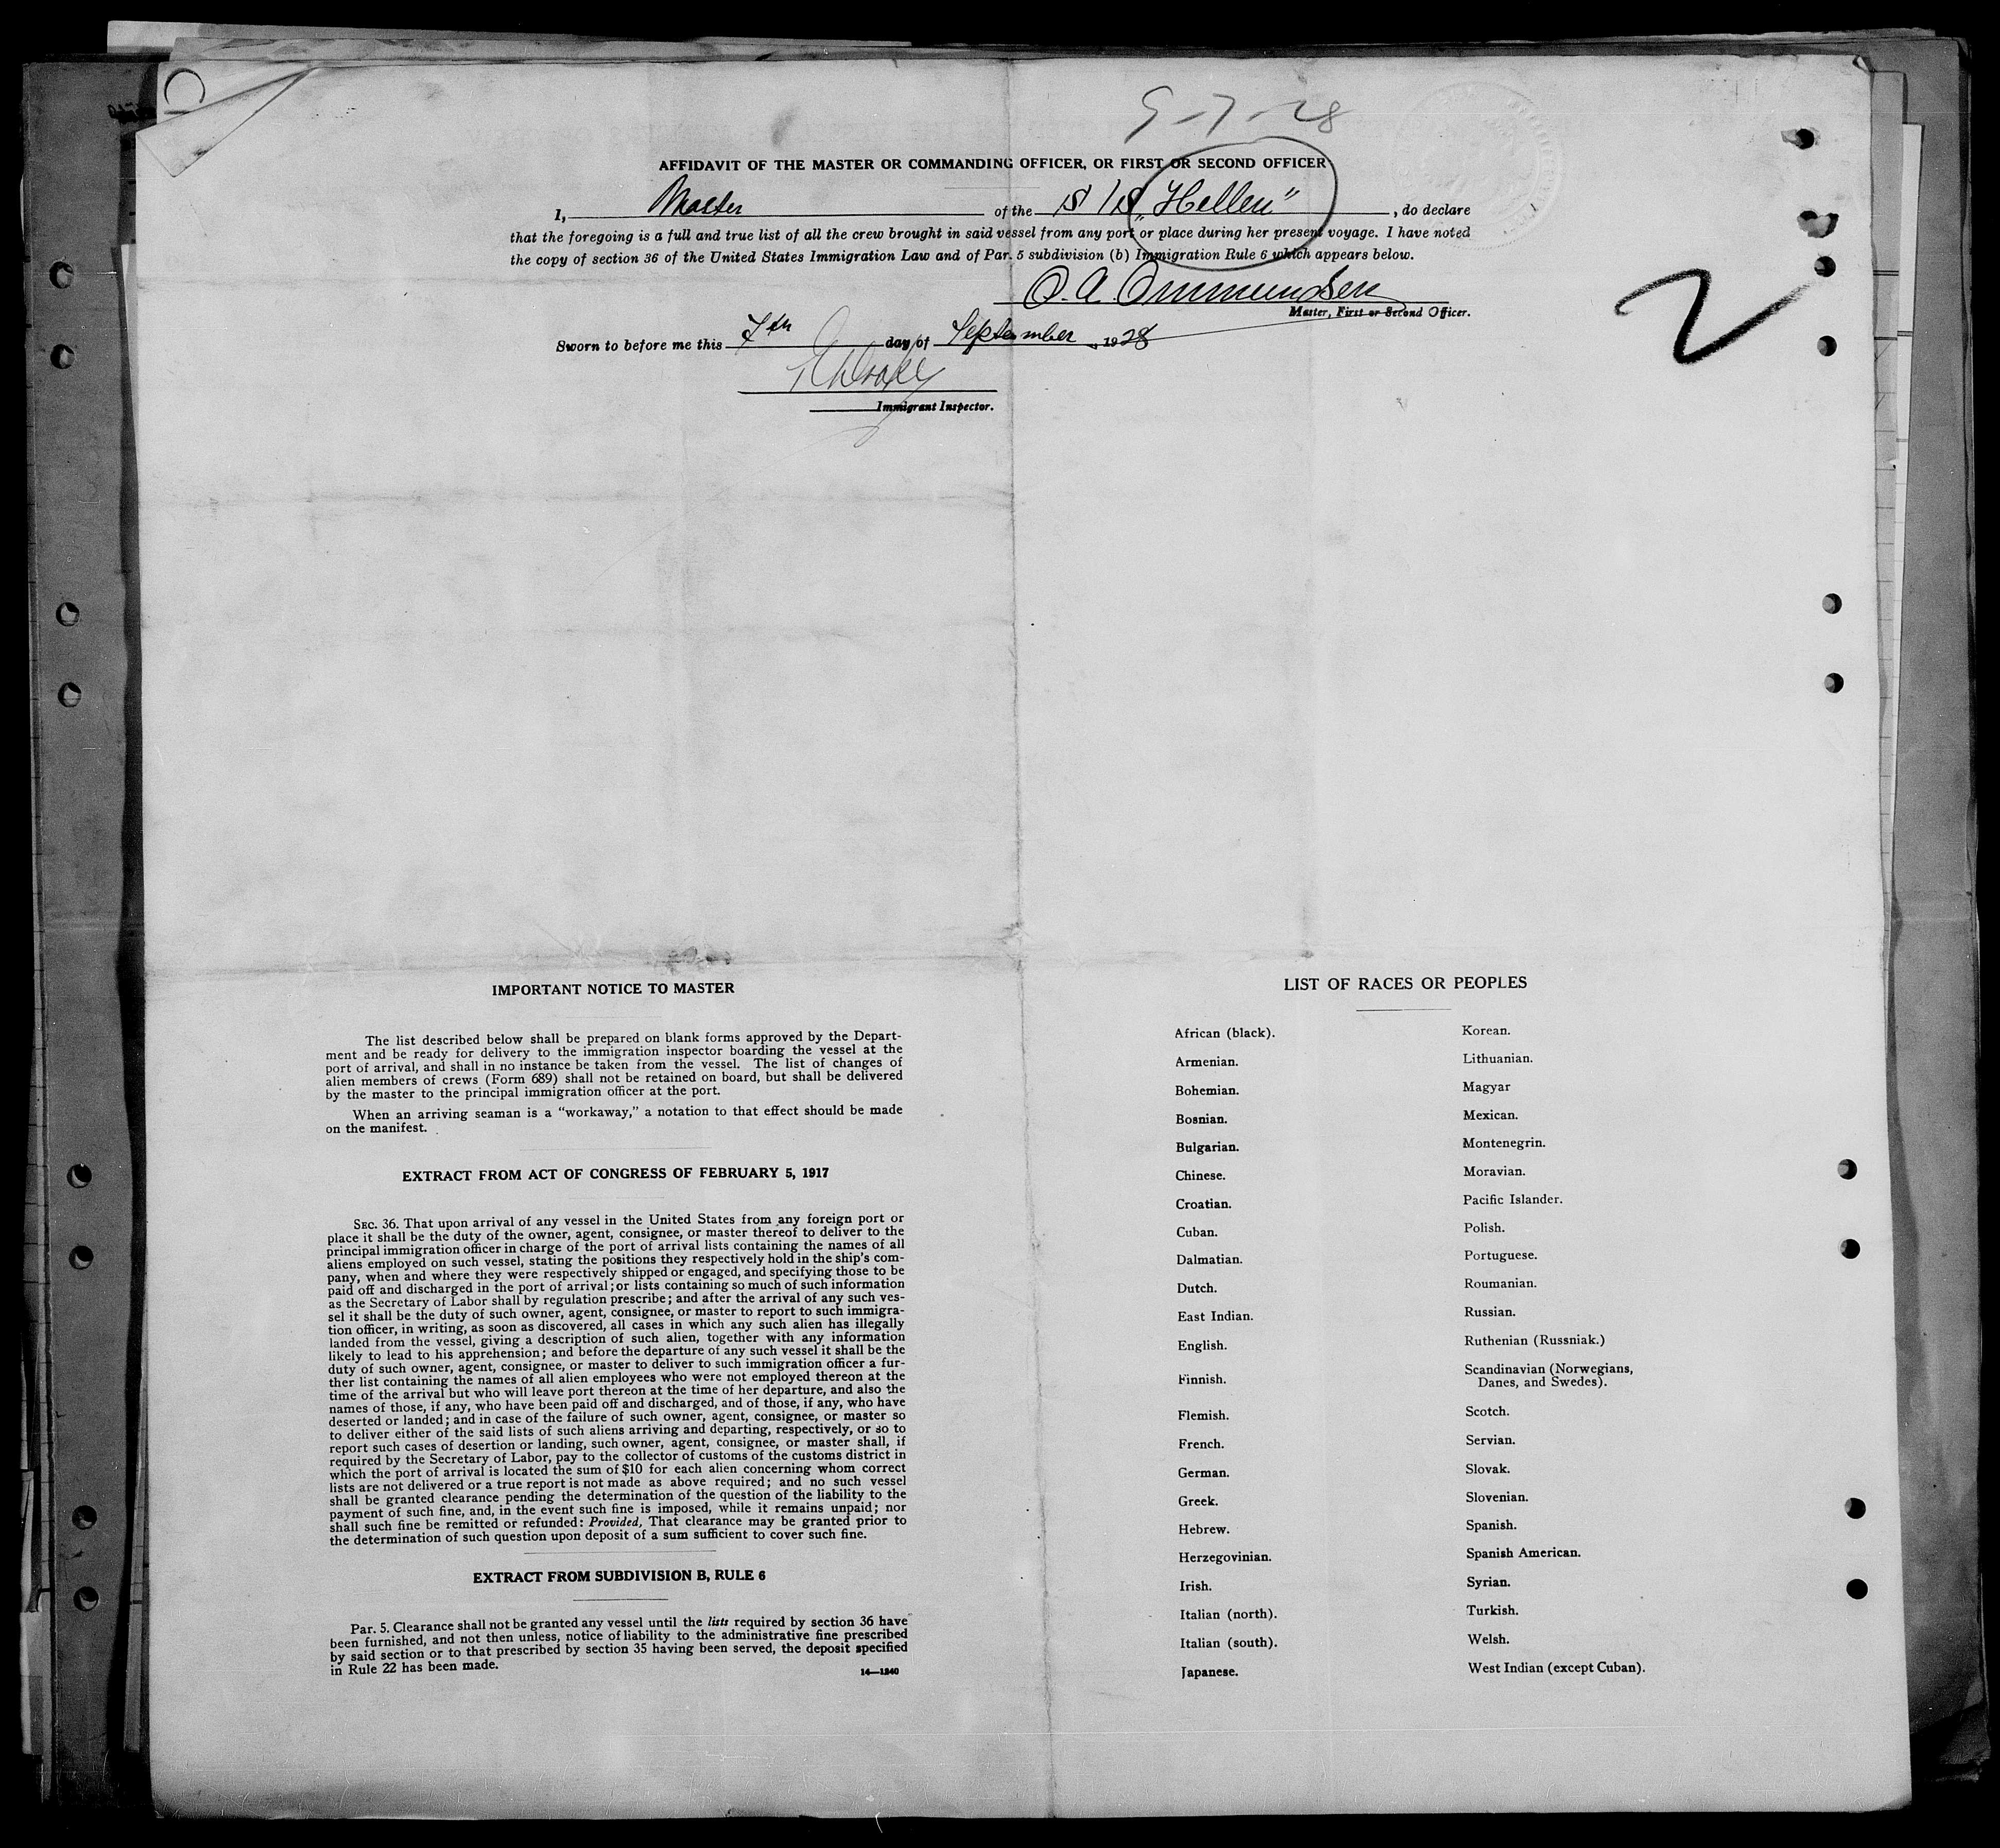 9-7-28
AFFIDAVIT OF THE MASTER OR COMMANDING OFFICER, OR FIRST OR SECOND OFFICER
I, Master of the S/S „Hellen" , do declare
that the foregoing is a full and true list of all the crew brought in said vessel from any port or place during her present voyage. I have noted
the copy of section 36 of the United States Immigration Law and of Par. 5 subdivision (b) Immigration Rule 6 which appears below.
O. A. Ommundsen
Master, First or Second Officer.
Sworn to before me this 7th day of September, 1928
Immigrant Inspector.
2
IMPORTANT NOTICE TO MASTER
The list described below shall be prepared on blank forms approved by the Depart-
ment and be ready for delivery to the immigration inspector boarding the vessel at the
port of arrival, and shall in no instance be taken from the vessel. The list of changes of
alien members of crews (Form 689) shall not be retained on board, but shall be delivered
by the master to the principal immigration officer at the port.
When an arriving seaman is a "workaway," a notation to that effect should be made
on the manifest.
EXTRACT FROM ACT OF CONGRESS OF FEBRUARY 5, 1917
SEC. 36. That upon arrival of any vessel in the United States from any foreign port or
place it shall be the duty of the owner, agent, consignee, or master thereof to deliver to the
principal immigration officer in charge of the port of arrival lists containing the names of all
aliens employed on such vessel, stating the positions they respectively hold in the ship's com-
pany, when and where they were respectively shipped or engaged, and specifying those to be
paid off and discharged in the port of arrival; or lists containing so much of such information
as the Secretary of Labor shall by regulation prescribe; and after the arrival of any such ves-
sel it shall be the duty of such owner, agent, consignee, or master to report to such immigra-
tion officer, in writing, as soon as discovered, all cases in which any such alien has illegally
landed from the vessel, giving a description of such alien, together with any information
likely to lead to his apprehension; and before the departure of any such vessel it shall be the
duty of such owner, agent, consignee, or master to deliver to such immigration officer a fur-
ther list containing the names of all alien employees who were not employed thereon at the
time of the arrival but who will leave port thereon at the time of her departure, and also the
names of those, if any, who have been paid off and discharged, and of those, if any, who have
deserted or landed; and in case of the failure of such owner, agent, consignee, or master so
to deliver either of the said lists of such aliens arriving and departing, respectively, or so to
report such cases of desertion or landing, such owner, agent, consignee, or master shall, if
required by the Secretary of Labor, pay to the collector of customs of the customs district in
which the port of arrival is located the sum of $10 for each alien concerning whom correct
lists are not delivered or a true report is not made as above required; and no such vessel
shall be granted clearance pending the determination of the question of the liability to the
payment of such fine, and, in the event such fine is imposed, while it remains unpaid; nor
shall such fine be remitted or refunded: Provided, That clearance may be granted prior to
the determination of such question upon deposit of a sum sufficient to cover such fine.
EXTRACT FROM SUBDIVISION B, RULE 6
Par. 5. Clearance shall not be granted any vessel until the lists required by section 36 have
been furnished, and not then unless, notice of liability to the administrative fine prescribed
by said section or to that prescribed by section 35 having been served, the deposit specified
in Rule 22 has been made.
14—1240
LIST OF RACES OR PEOPLES
African (black).
Armenian.
Bohemian.
Bosnian.
Bulgarian.
Chinese.
Croatian.
Cuban.
Dalmatian.
Dutch.
East Indian.
English.
Finnish.
Flemish.
French.
German.
Greek.
Hebrew.
Herzegovinian.
Irish.
Italian (north).
Italian (south).
Japanese.
Korean.
Lithuanian.
Magyar
Mexican.
Montenegrin.
Moravian.
Pacific Islander.
Polish.
Portuguese.
Roumanian.
Russian.
Ruthenian (Russniak.)
Scandinavian (Norwegians,
Danes, and Swedes).
Scotch.
Servian.
Slovak.
Slovenian.
Spanish.
Spanish American.
Syrian.
Turkish.
Welsh.
West Indian (except Cuban).